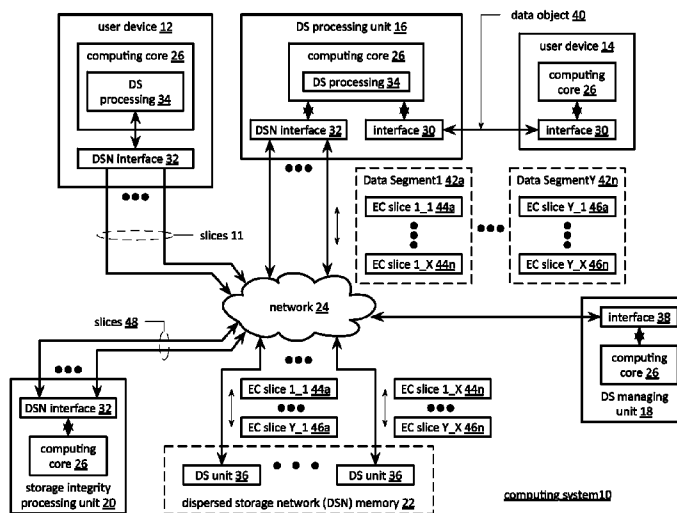 user device 12
computing core 26
DS
processing 34
DSN interface 32
slices 11
DS processing unit 16
computing core 26
DS processing 34
DSN interface 32
interface 30
data object 40
user device 14
computing
core 26
interface 30
Data Segment1 42a
EC slice 1_1 44a
EC slice 1_X 44n
Data SegmentY 42n
EC slice Y_1 46a
EC slice Y_X 46n
network 24
slices 48
DSN interface 32
computing
core 26
storage integrity
processing unit 20
EC slice 1_1 44a
EC slice Y_1 46a
EC slice 1_X 44n
EC slice Y_X 46n
DS unit 36
DS unit 36
dispersed storage network (DSN) memory 22
interface 38
computing
core 26
DS managing
unit 18
computing system10